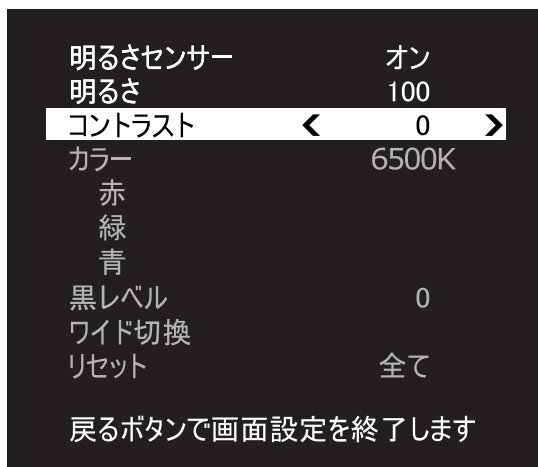 明るさセンサー オン
明るさ 100
コントラスト 0
カラー 6500K
赤
緑
青
黒レベル 0
ワイド切換
リセット 全て
戻るボタンで画面設定を終了します